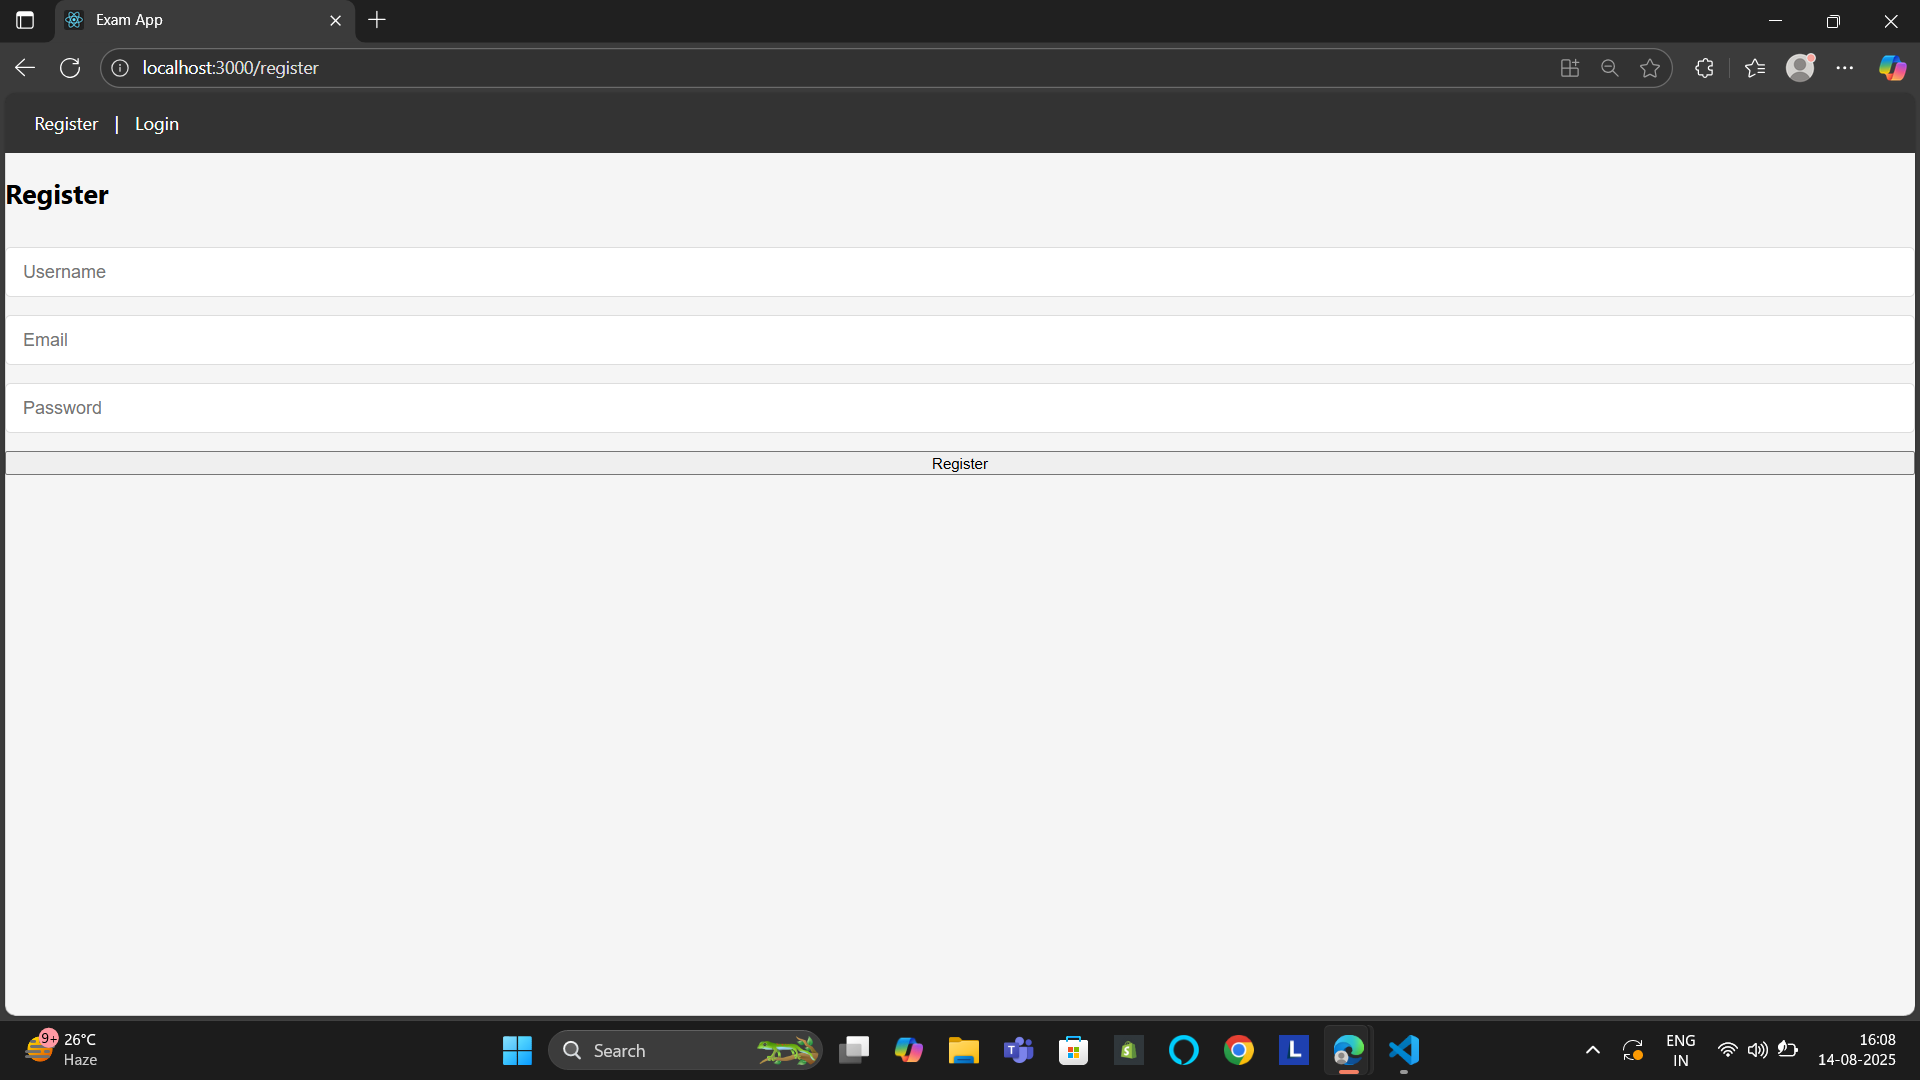 Exam App
localhost:3000/register
Register | Login
Register
Username
Email
Password
Register
9+
26°C
Haze
Search
T
L
ENG
IN
16:08
14-08-2025